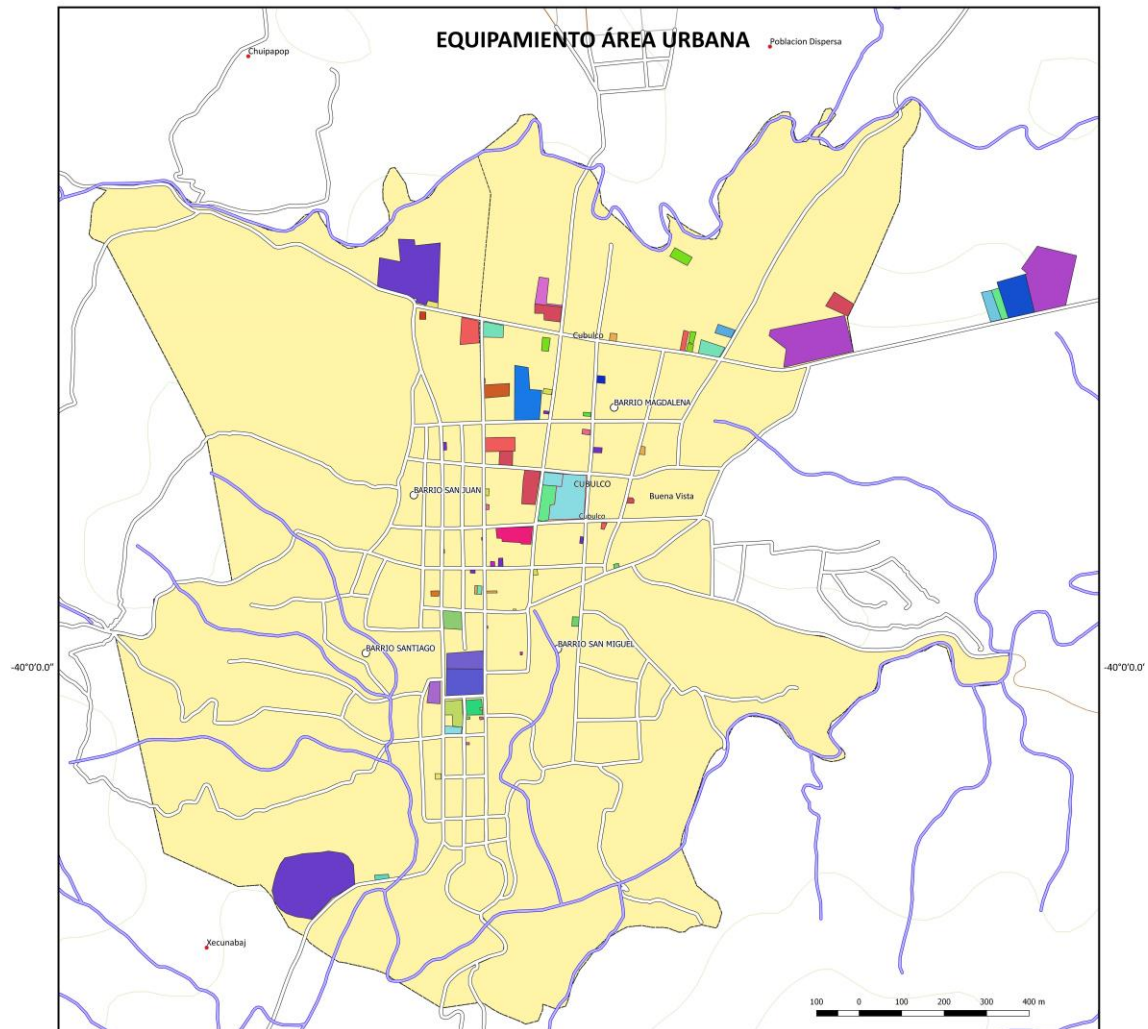 EQUIPAMIENTO ÁREA URBANA
Poblacion Dispersa
Chuipapop
Cubulco
BARRIO MAGDALENA
CUBULCO
BARRIO SAN JUAN
Buena Vista
Cubulco
BARRIO SANTIAGO
BARRIO SAN MIGUEL
-40°0'0.0"
-40°0'0.0'
Xecunabaj
100 0 100 200 300 400 m